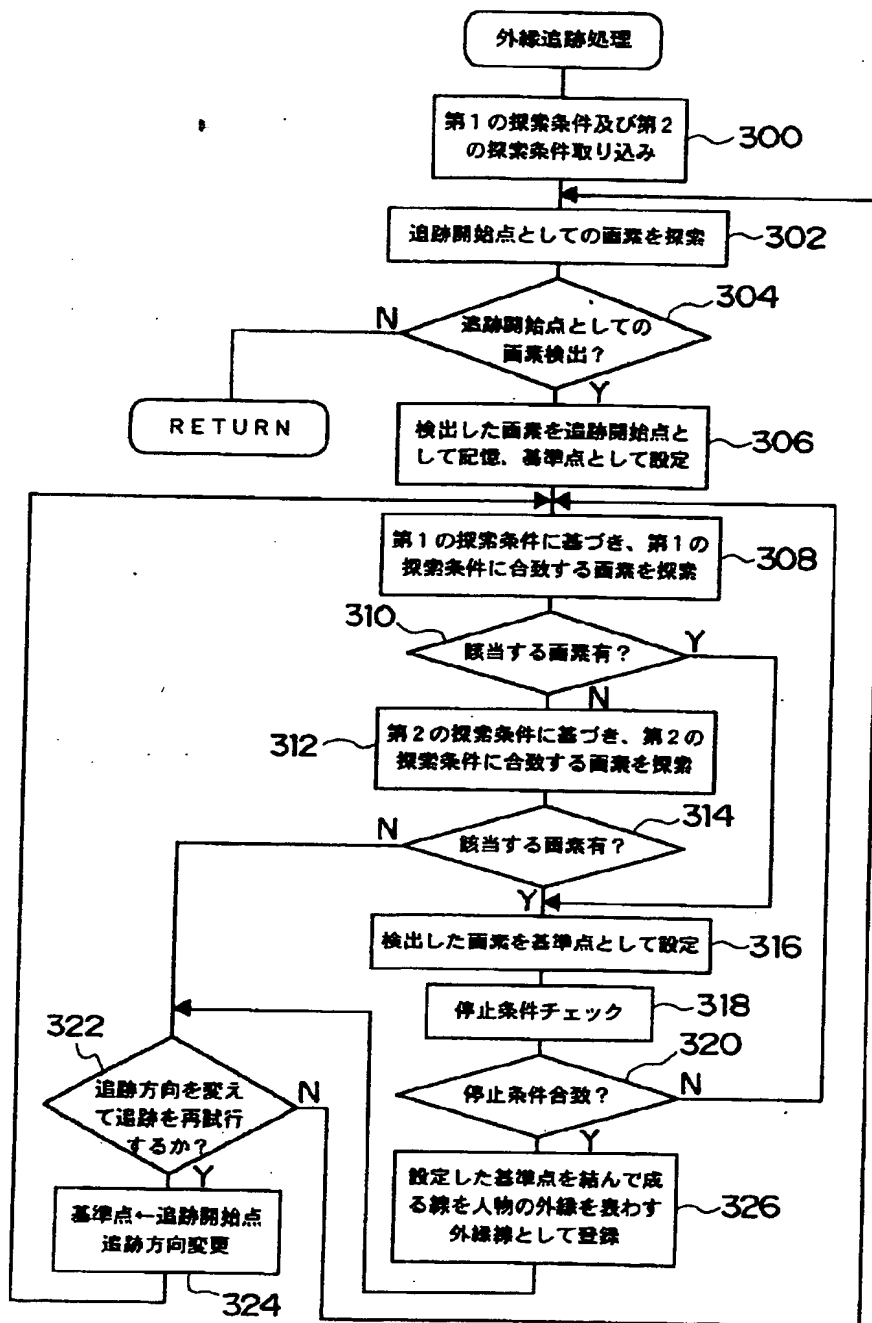 外縁追跡処理
第1の探索条件及び第2
の探索条件取り込み
300
追跡開始点としての画素を探索
302
304
N
追跡開始点としての
画素検出?
Y
RETURN
検出した画素を追跡開始点と
して記憶、基準点として設定
306
第1の探索条件に基づき、第1の
探索条件に合致する画素を探索
308
310
該当する画素有?
Y
N
312
第2の探索条件に基づき、第2の
探索条件に合致する画素を探索
314
N
該当する画素有?
Y
検出した画素を基準点として設定
316
停止条件チェック
318
322
320
追跡方向を変え
て追跡を再試行
するか?
N
停止条件合致?
N
Y
Y
設定した基準点を結んで成
る線を人物の外縁を表わす
外縁線として登録
326
基準点←追跡開始点
追跡方向変更
324